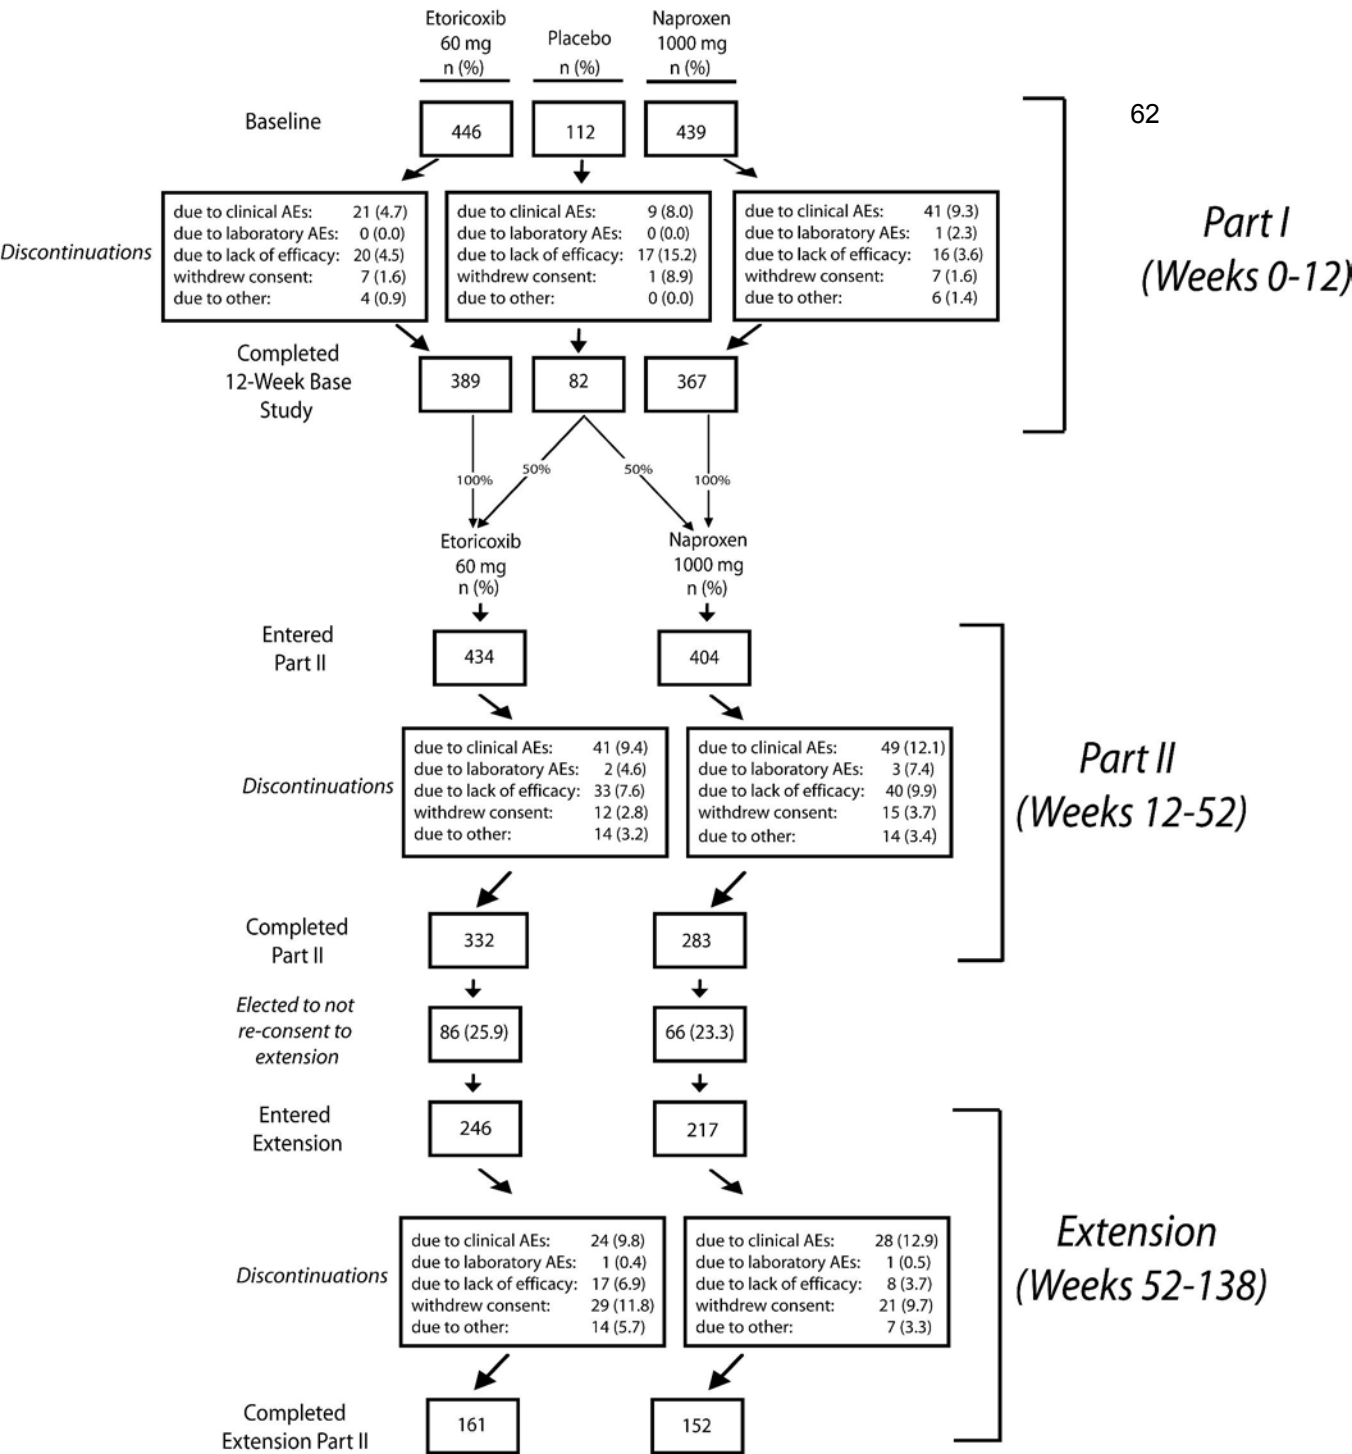 Etoricoxib
60 mg
n (%)
Placebo
n (%)
Naproxen
1000 mg
n (%)
Baseline
446
112
439
62
Part I
(Weeks 0-12)
Discontinuations
due to clinical AEs: 21 (4.7)
due to laboratory AEs: 0 (0.0)
due to lack of efficacy: 20 (4.5)
withdrew consent: 7 (1.6)
due to other: 4 (0.9)
due to clinical AEs: 9 (8.0)
due to laboratory AEs: 0 (0.0)
due to lack of efficacy: 17 (15.2)
withdrew consent: 1 (8.9)
due to other: 0 (0.0)
due to clinical AEs: 41 (9.3)
due to laboratory AEs: 1 (2.3)
due to lack of efficacy: 16 (3.6)
withdrew consent: 7 (1.6)
due to other: 6 (1.4)
Completed
12-Week Base
Study
389
82
367
100%
50%
50%
100%
Etoricoxib
60 mg
n (%)
Naproxen
1000 mg
n (%)
Entered
Part II
434
404
Part II
(Weeks 12-52)
Discontinuations
due to clinical AEs: 41 (9.4)
due to laboratory AEs: 2 (4.6)
due to lack of efficacy: 33 (7.6)
withdrew consent: 12 (2.8)
due to other: 14 (3.2)
due to clinical AEs: 49 (12.1)
due to laboratory AEs: 3 (7.4)
due to lack of efficacy: 40 (9.9)
withdrew consent: 15 (3.7)
due to other: 14 (3.4)
Completed
Part II
332
283
Elected to not
re-consent to
extension
86 (25.9)
66 (23.3)
Entered
Extension
246
217
Extension
(Weeks 52-138)
Discontinuations
due to clinical AEs: 24 (9.8)
due to laboratory AEs: 1 (0.4)
due to lack of efficacy: 17 (6.9)
withdrew consent: 29 (11.8)
due to other: 14 (5.7)
due to clinical AEs: 28 (12.9)
due to laboratory AEs: 1 (0.5)
due to lack of efficacy: 8 (3.7)
withdrew consent: 21 (9.7)
due to other: 7 (3.3)
Completed
Extension Part II
161
152